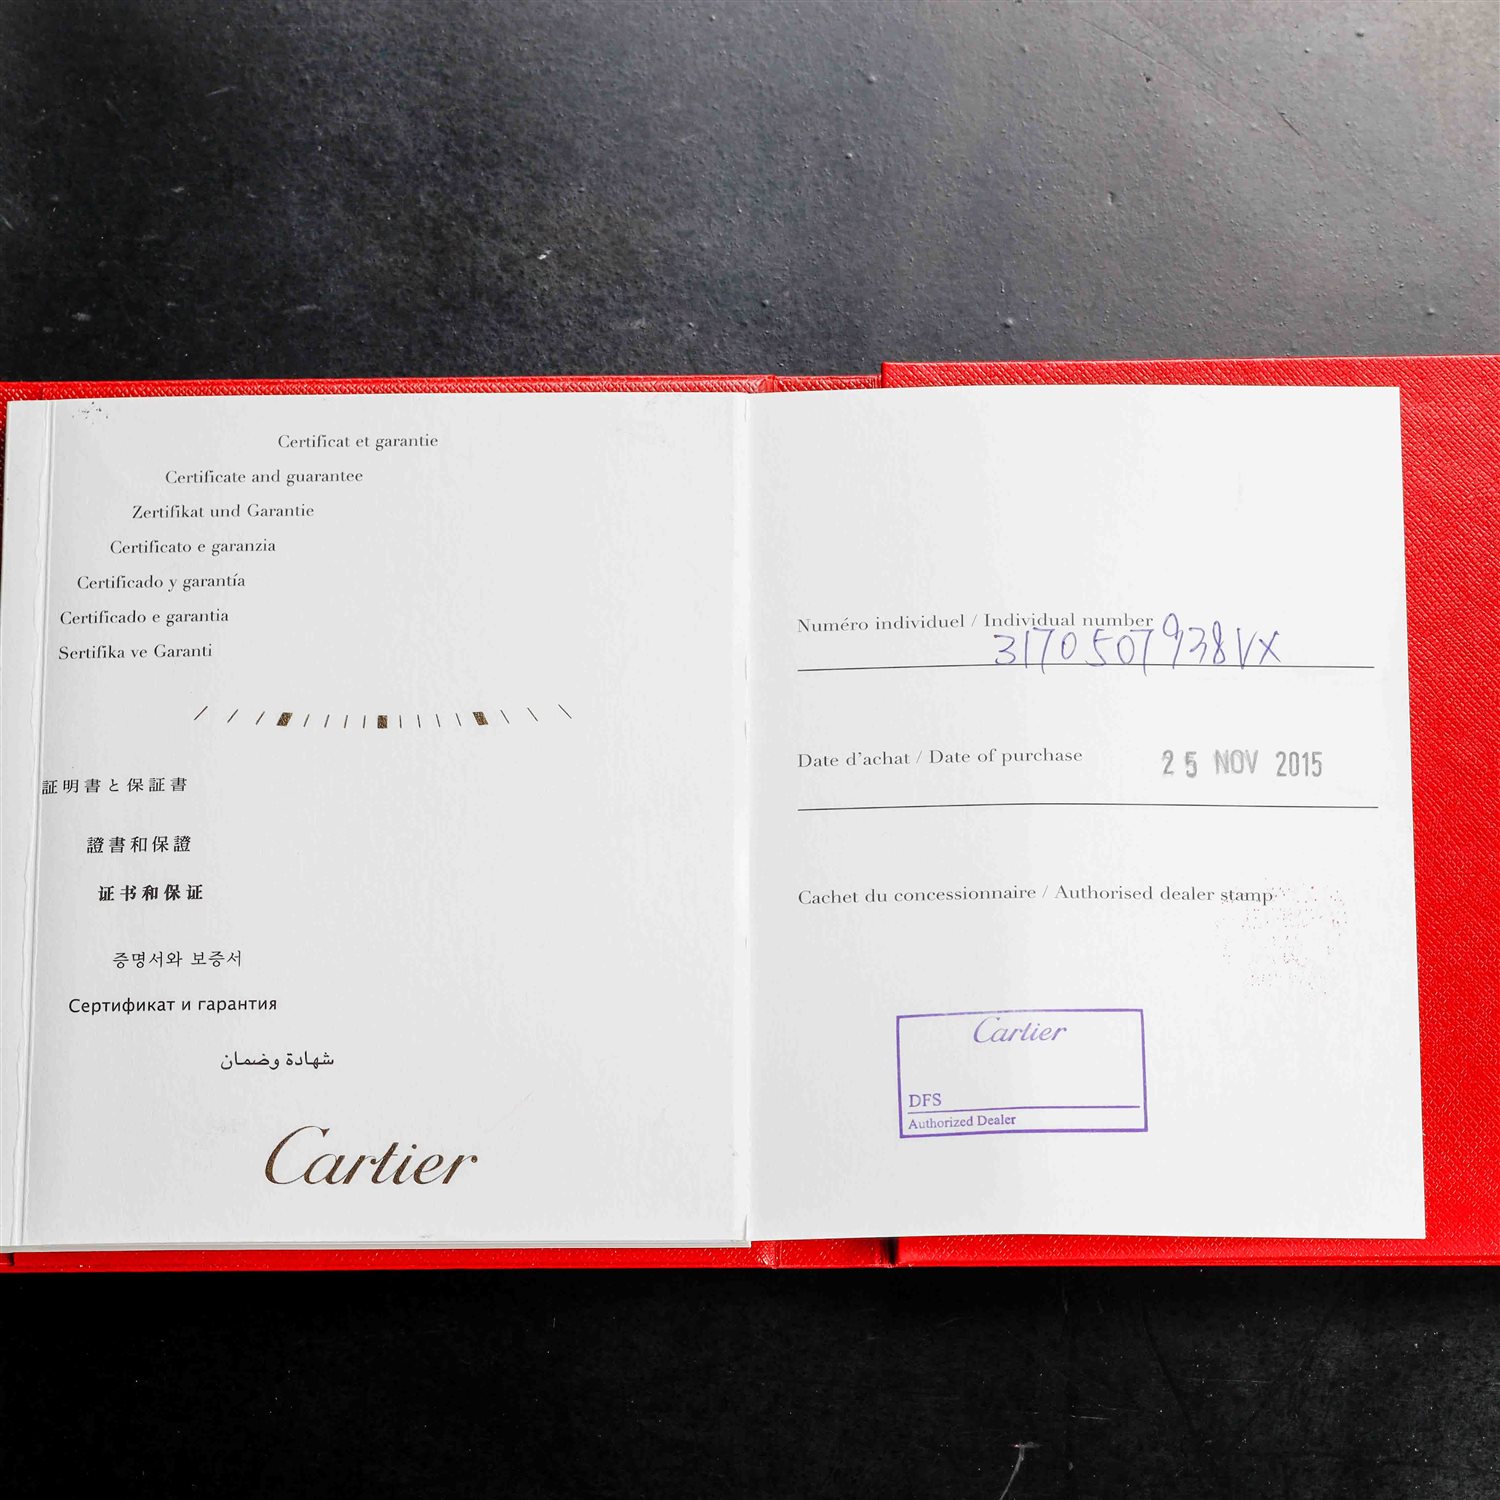 Certificat et garantie
Certificate and guarantee
Zertifikat und Garantie
Certificato e garanzia
Certificado y garantía
Certificado e garantia
Sertifika ve Garanti
証明書と保証書
證書和保證
证书和保证
증명서와 보증서
Сертификат и гарантия
شهادة وضمان
Cartier
Numéro individuel / Individual number
3170507938VX
Date d'achat / Date of purchase 25 NOV 2015
Cachet du concessionnaire / Authorised dealer stamp
Cartier
DFS
Authorized Dealer